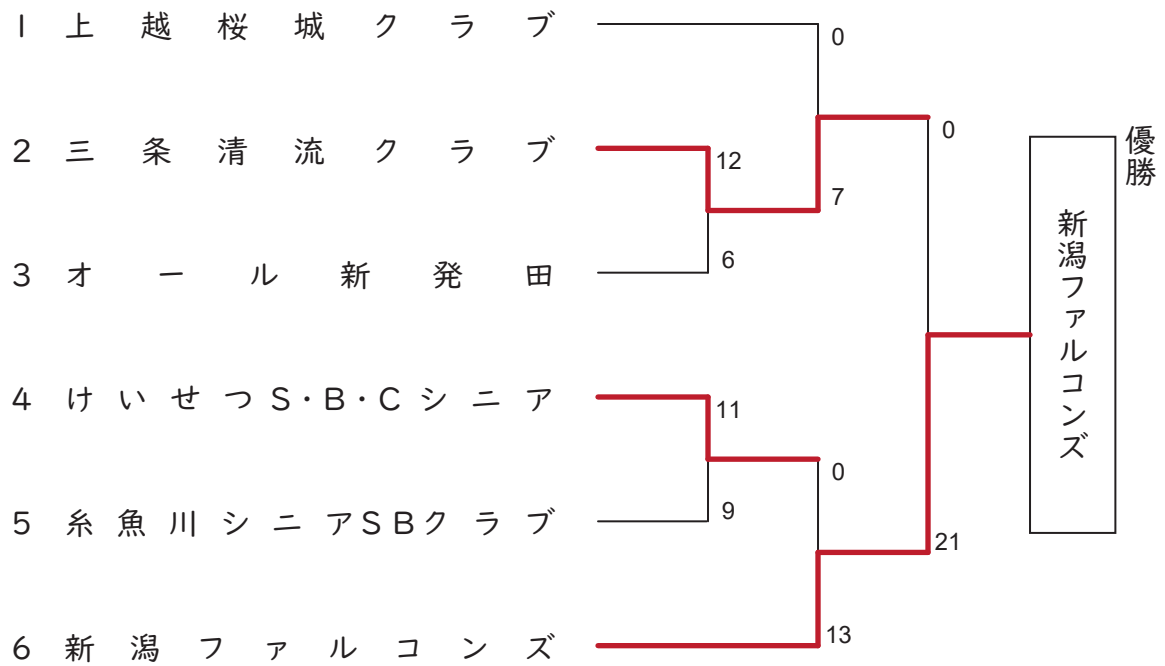 1 上越桜城クラブ
0
2 三条清流クラブ
12
7
0
3 オール新発田
6
4 けいせつS・B・Cシニア
11
0
5 糸魚川シニアSBクラブ
9
21
6 新潟ファルコンズ
13
優勝
新潟ファルコンズ